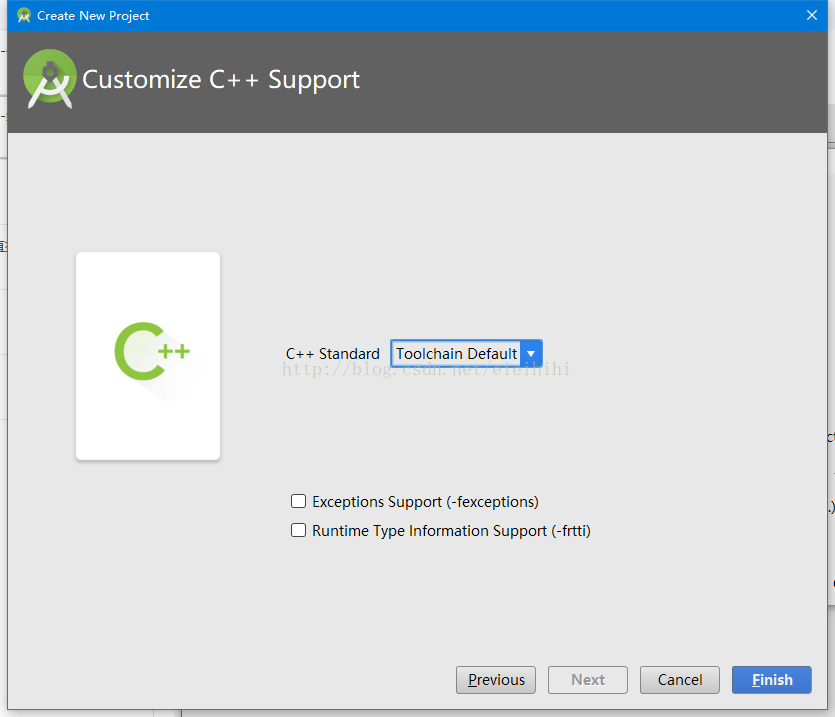 Create New Project
Customize C++ Support
C++
C++ Standard Toolchain Default
http://blog.csdn.net/eieihihi
Exceptions Support (-fexceptions)
Runtime Type Information Support (-frtti)
Previous Next Cancel Finish